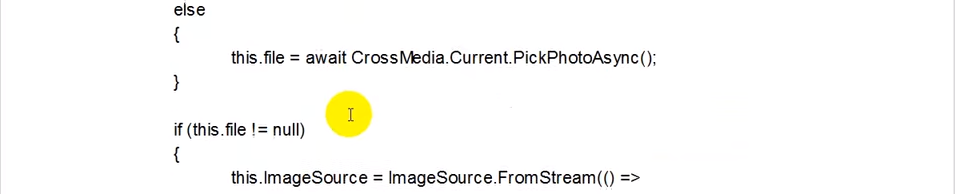 else
{
this.file = await CrossMedia.Current.PickPhotoAsync();
}
if (this.file != null)
{
this.ImageSource = ImageSource.FromStream(() =>